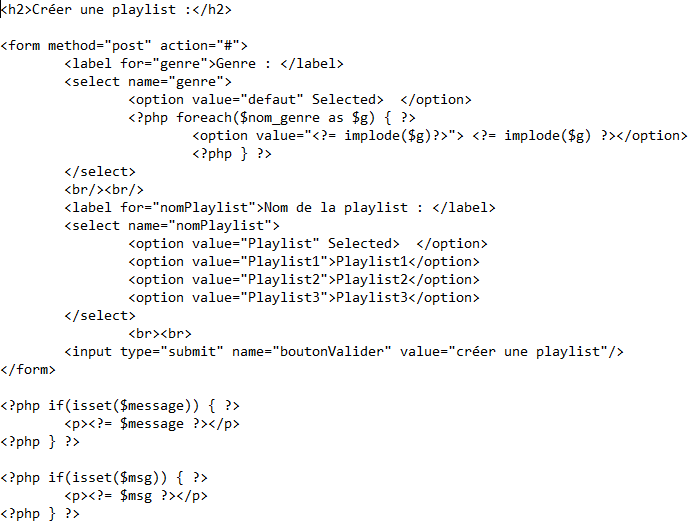 <h2>Créer une playlist :</h2>

<form method="post" action="#">
        <label for="genre">Genre : </label>
        <select name="genre">
                <option value="defaut" Selected>  </option>
                <?php foreach($nom_genre as $g) { ?>
                        <option value="<?= implode($g)?>"> <?= implode($g) ?></option>
                        <?php } ?>
        </select>
        <br/><br/>
        <label for="nomPlaylist">Nom de la playlist : </label>
        <select name="nomPlaylist">
                <option value="Playlist" Selected>  </option>
                <option value="Playlist1">Playlist1</option>
                <option value="Playlist2">Playlist2</option>
                <option value="Playlist3">Playlist3</option>
        </select>
                <br><br>
        <input type="submit" name="boutonValider" value="créer une playlist"/>
</form>

<?php if(isset($message)) { ?>
        <p><?= $message ?></p>
<?php } ?>

<?php if(isset($msg)) { ?>
        <p><?= $msg ?></p>
<?php } ?>